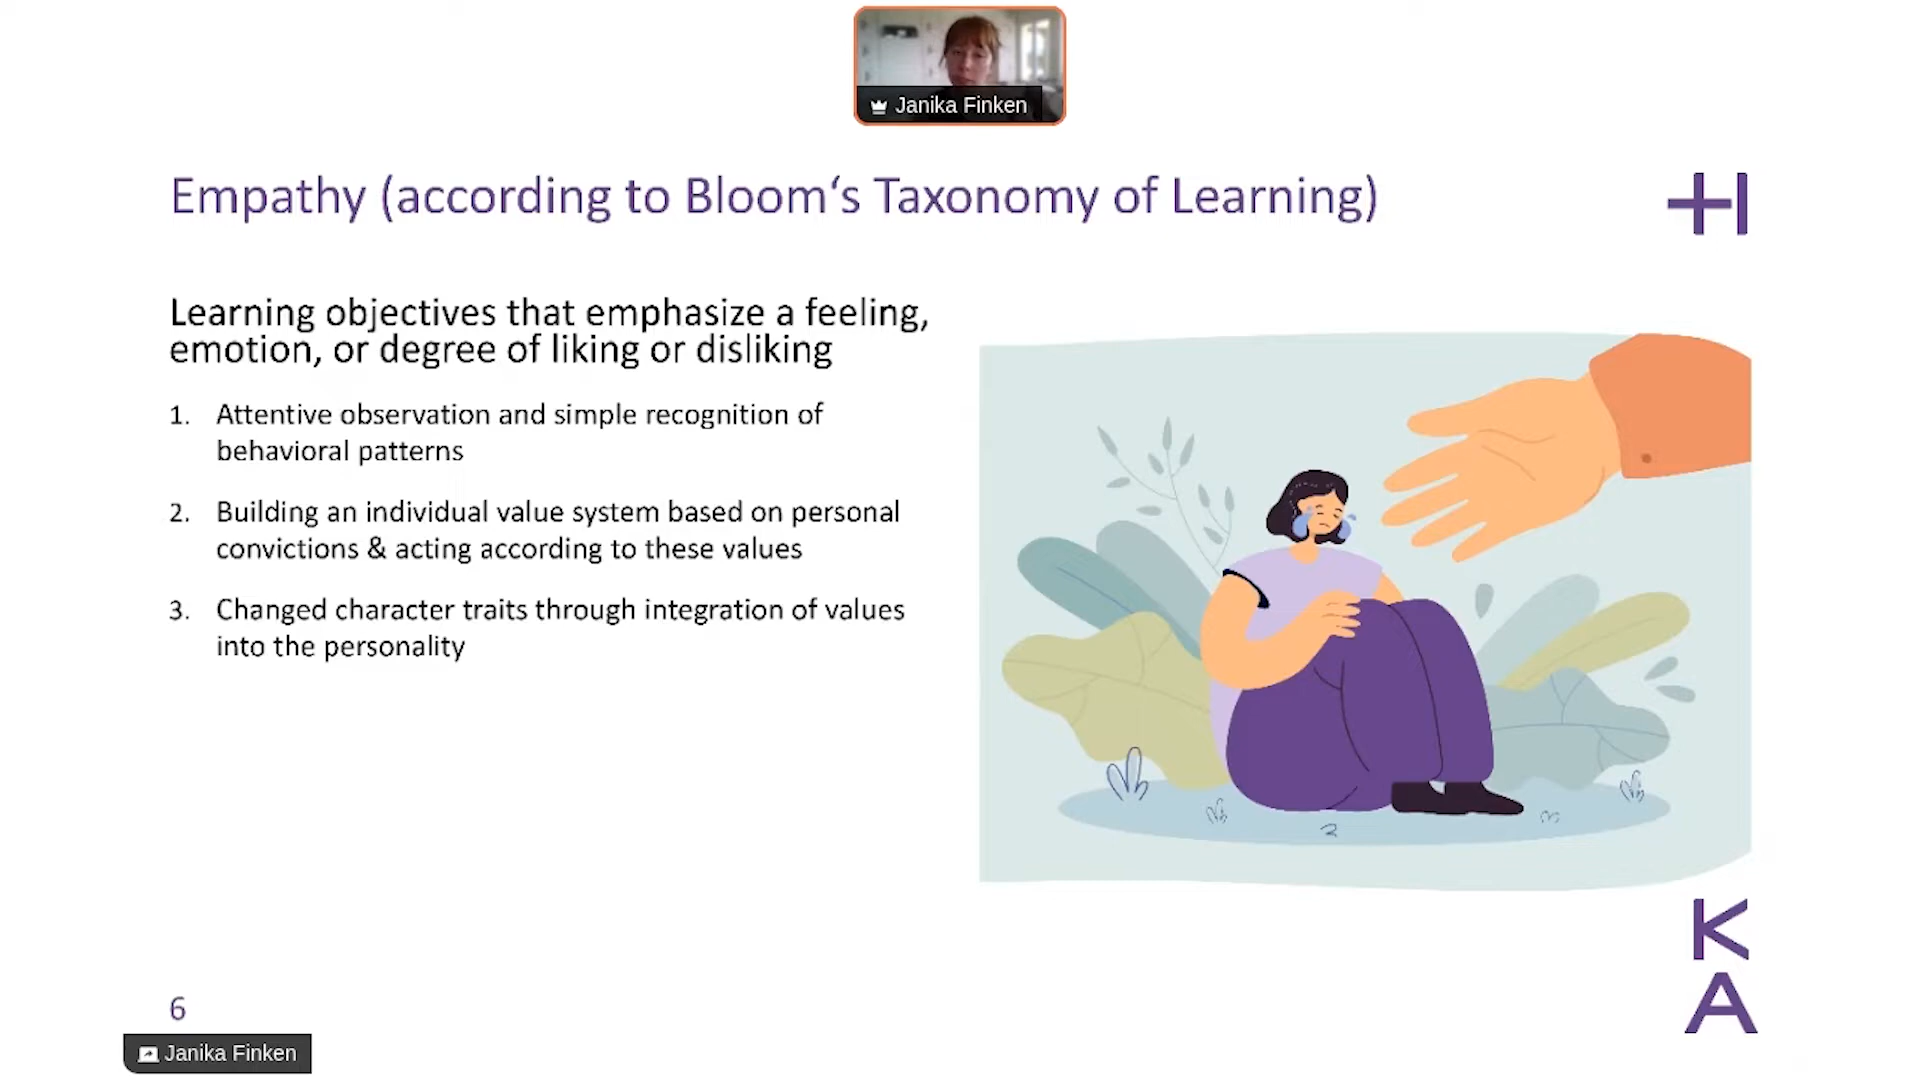 Janika Finken
Empathy (according to Bloom‘s Taxonomy of Learning)
H
Learning objectives that emphasize a feeling,
emotion, or degree of liking or disliking
1. Attentive observation and simple recognition of
behavioral patterns
2. Building an individual value system based on personal
convictions & acting according to these values
3. Changed character traits through integration of values
into the personality
K
A
6
Janika Finken